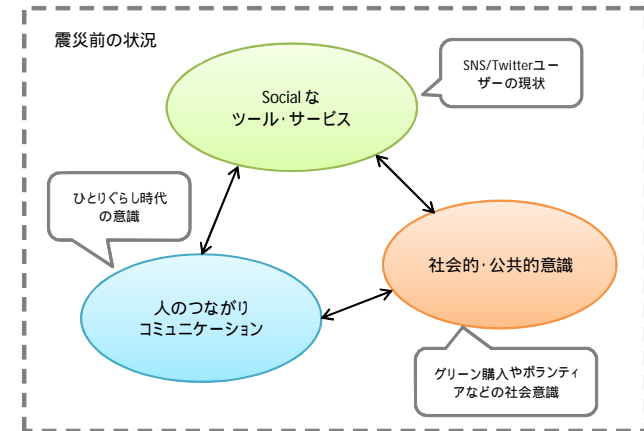 震災前の状況
SNS/Twitterユー
ザーの現状
Social な
ツール・サービス
ひとりぐらし時代
の意識
社会的・公共的意識
人のつながり
コミュニケーション
グリーン購入やボランティ
アなどの社会意識